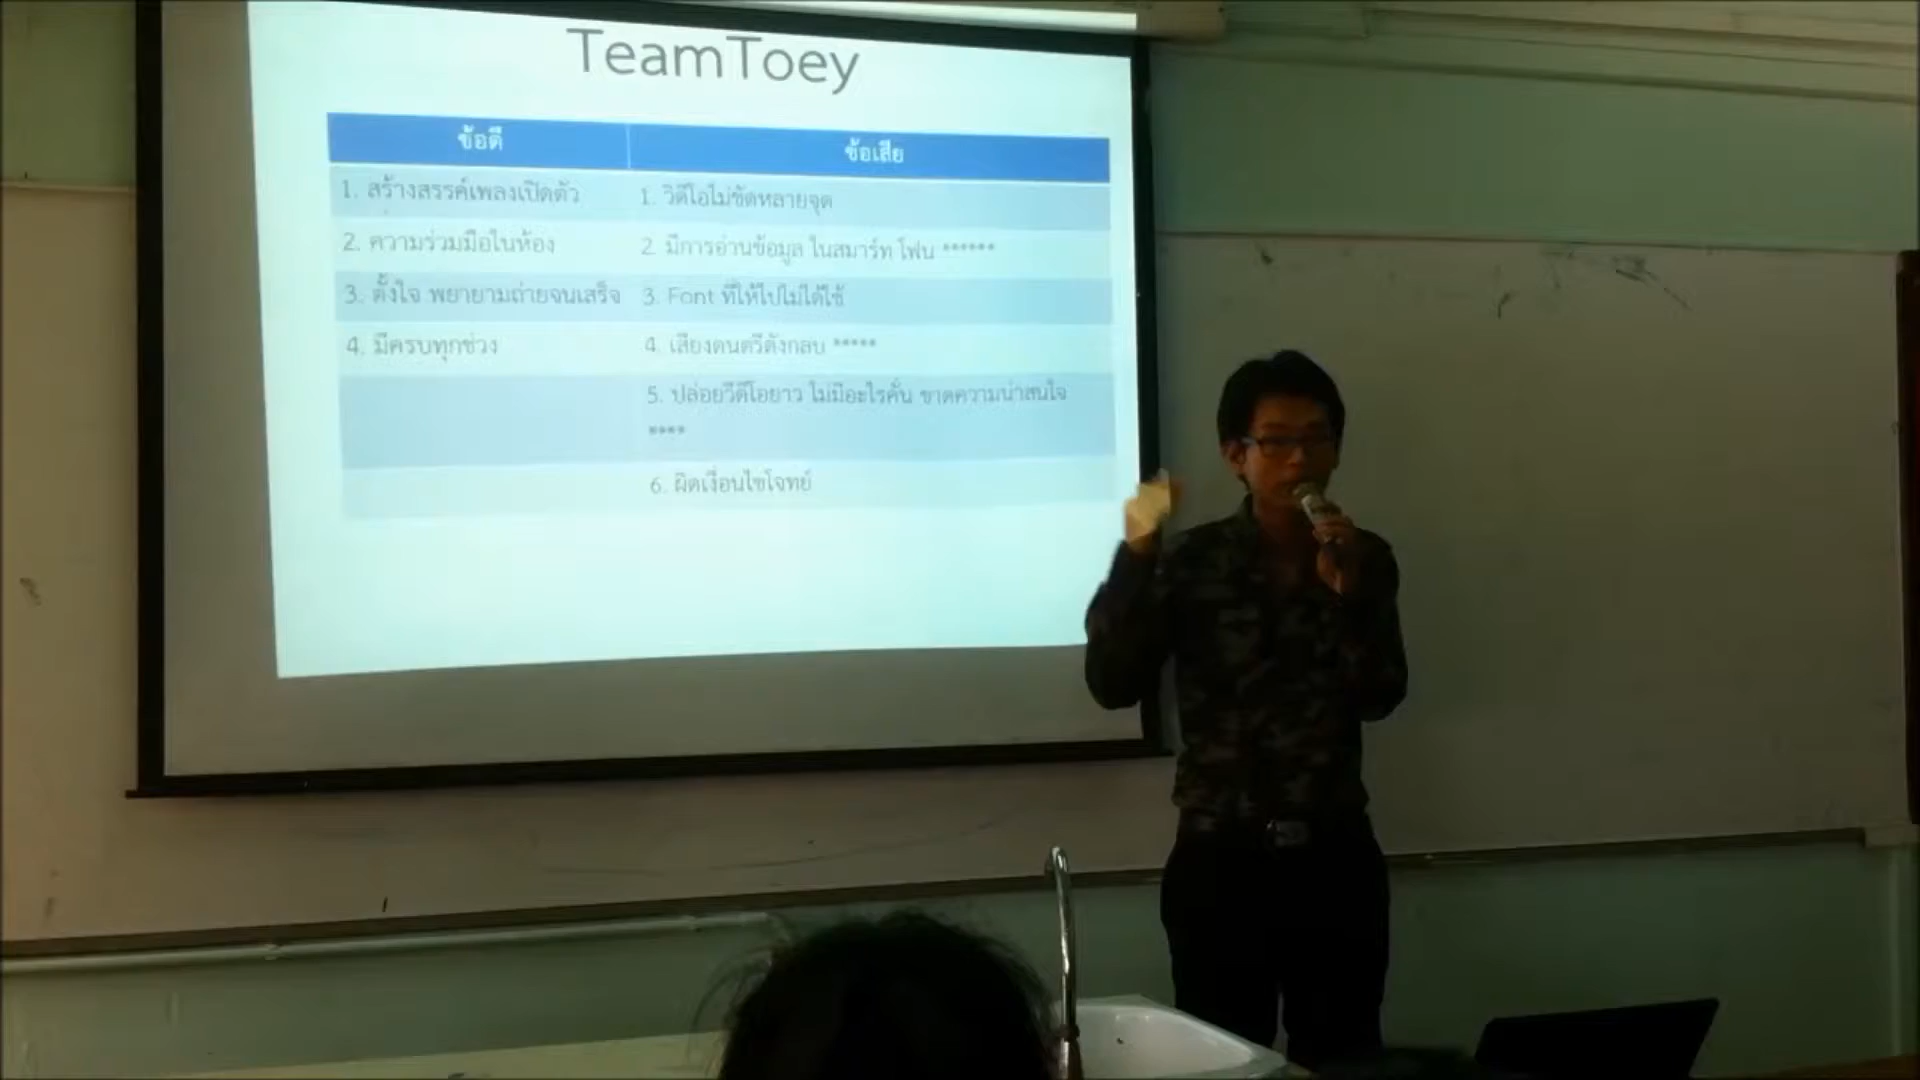 TeamToey
ข้อดี
ข้อเสีย
1. สร้างสรรค์เพลงเปิดตัว
1. วิดีโอไม่ชัดหลายจุด
2. ความร่วมมือในห้อง
2. มีการอ่านข้อมูล ในสมาร์ท โฟน ******
3. ตั้งใจ พยายามถ่ายจนเสร็จ
3. Font ที่ให้ไปไม่ได้ใช้
4. มีครบทุกช่วง
4. เสียงดนตรีดังกลบ *****
5. ปล่อยวีดีโอยาว ไม่มีอะไรคั่น ขาดความน่าสนใจ
****
6. ผิดเงื่อนไขโจทย์